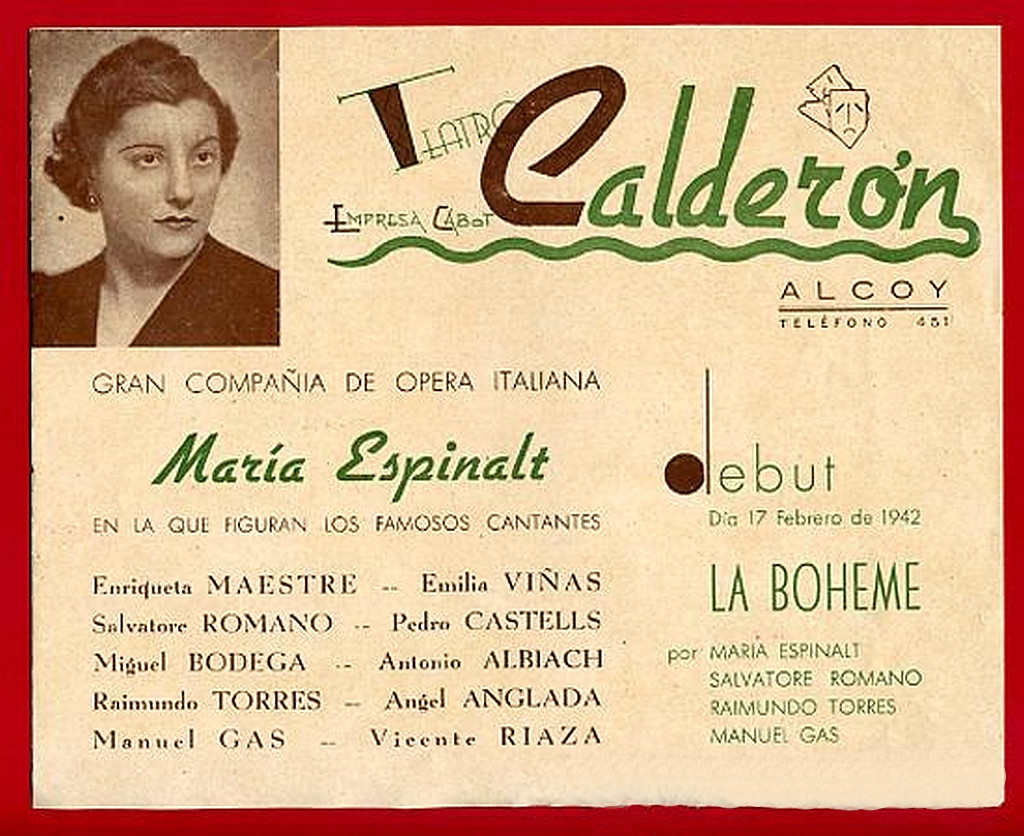 TEATRO Calderón
EMPRESA CABOT
ALCOY
TELÉFONO 451
GRAN COMPAÑIA DE OPERA ITALIANA
María Espinalt
EN LA QUE FIGURAN LOS FAMOSOS CANTANTES
Enriqueta MAESTRE -- Emilia VIÑAS
Salvatore ROMANO -- Pedro CASTELLS
Miguel BODEGA -- Antonio ALBIACH
Raimundo TORRES -- Angel ANGLADA
Manuel GAS -- Vicente RIAZA
debut
Día 17 Febrero de 1942
LA BOHEME
por MARIA ESPINALT
SALVATORE ROMANO
RAIMUNDO TORRES
MANUEL GAS